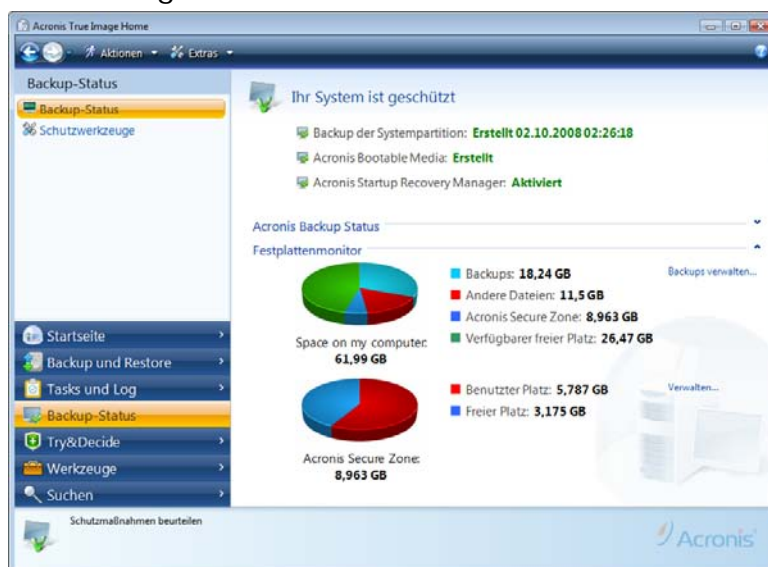 Acronis True Image Home
Aktionen
Extras
Backup-Status
Backup-Status
Schutzwerkzeuge
Startseite
Backup und Restore
Tasks und Log
Backup-Status
Try&Decide
Werkzeuge
Suchen
Ihr System ist geschützt
Backup der Systempartition: Erstellt 02.10.2008 02:26:18
Acronis Bootable Media: Erstellt
Acronis Startup Recovery Manager: Aktiviert
Acronis Backup Status
Festplattenmonitor
Space on my computer:
61,99 GB
Backups: 18,24 GB
Andere Dateien: 11,5 GB
Acronis Secure Zone: 8,963 GB
Verfügbarer freier Platz: 26,47 GB
Backups verwalten...
Acronis Secure Zone:
8,963 GB
Benutzter Platz: 5,787 GB
Freier Platz: 3,175 GB
Verwalten...
Schutzmaßnahmen beurteilen
Acronis